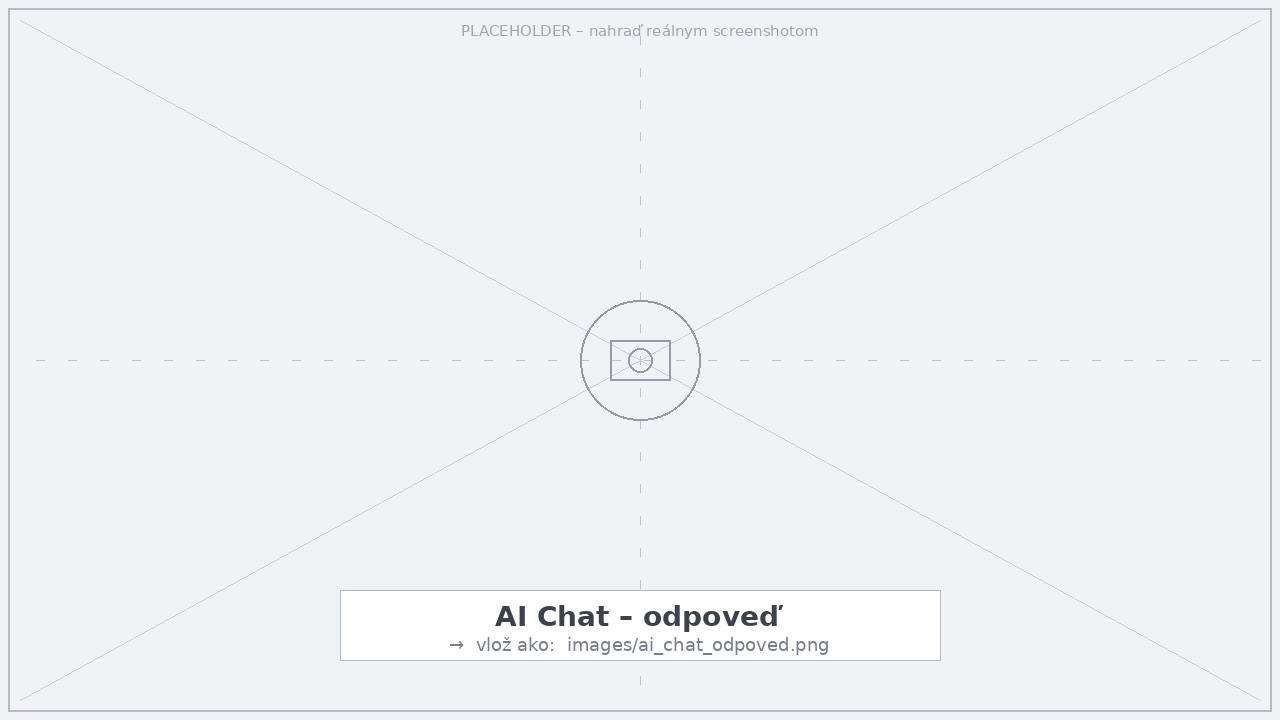 PLACEHOLDER – nahraď reálnym screenshotom
AI Chat – odpoveď
→ vlož ako: images/ai_chat_odpoved.png